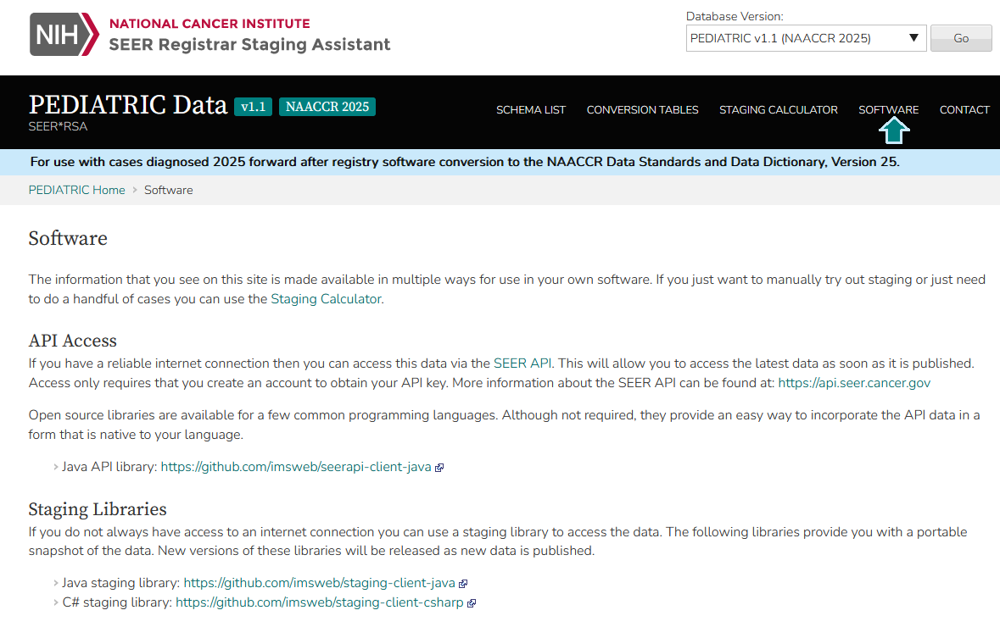 NIH
NATIONAL CANCER INSTITUTE
SEER Registrar Staging Assistant
Database Version:
PEDIATRIC v1.1 (NAACCR 2025)
Go
PEDIATRIC Data v1.1 NAACCR 2025
SEER*RSA
SCHEMA LIST CONVERSION TABLES STAGING CALCULATOR SOFTWARE CONTACT
For use with cases diagnosed 2025 forward after registry software conversion to the NAACCR Data Standards and Data Dictionary, Version 25.
PEDIATRIC Home > Software
Software
The information that you see on this site is made available in multiple ways for use in your own software. If you just want to manually try out staging or just need
to do a handful of cases you can use the Staging Calculator.
API Access
If you have a reliable internet connection then you can access this data via the SEER API. This will allow you to access the latest data as soon as it is published.
Access only requires that you create an account to obtain your API key. More information about the SEER API can be found at: https://api.seer.cancer.gov
Open source libraries are available for a few common programming languages. Although not required, they provide an easy way to incorporate the API data in a
form that is native to your language.
> Java API library: https://github.com/imsweb/seerapi-client-java
Staging Libraries
If you do not always have access to an internet connection you can use a staging library to access the data. The following libraries provide you with a portable
snapshot of the data. New versions of these libraries will be released as new data is published.
> Java staging library: https://github.com/imsweb/staging-client-java
> C# staging library: https://github.com/imsweb/staging-client-csharp